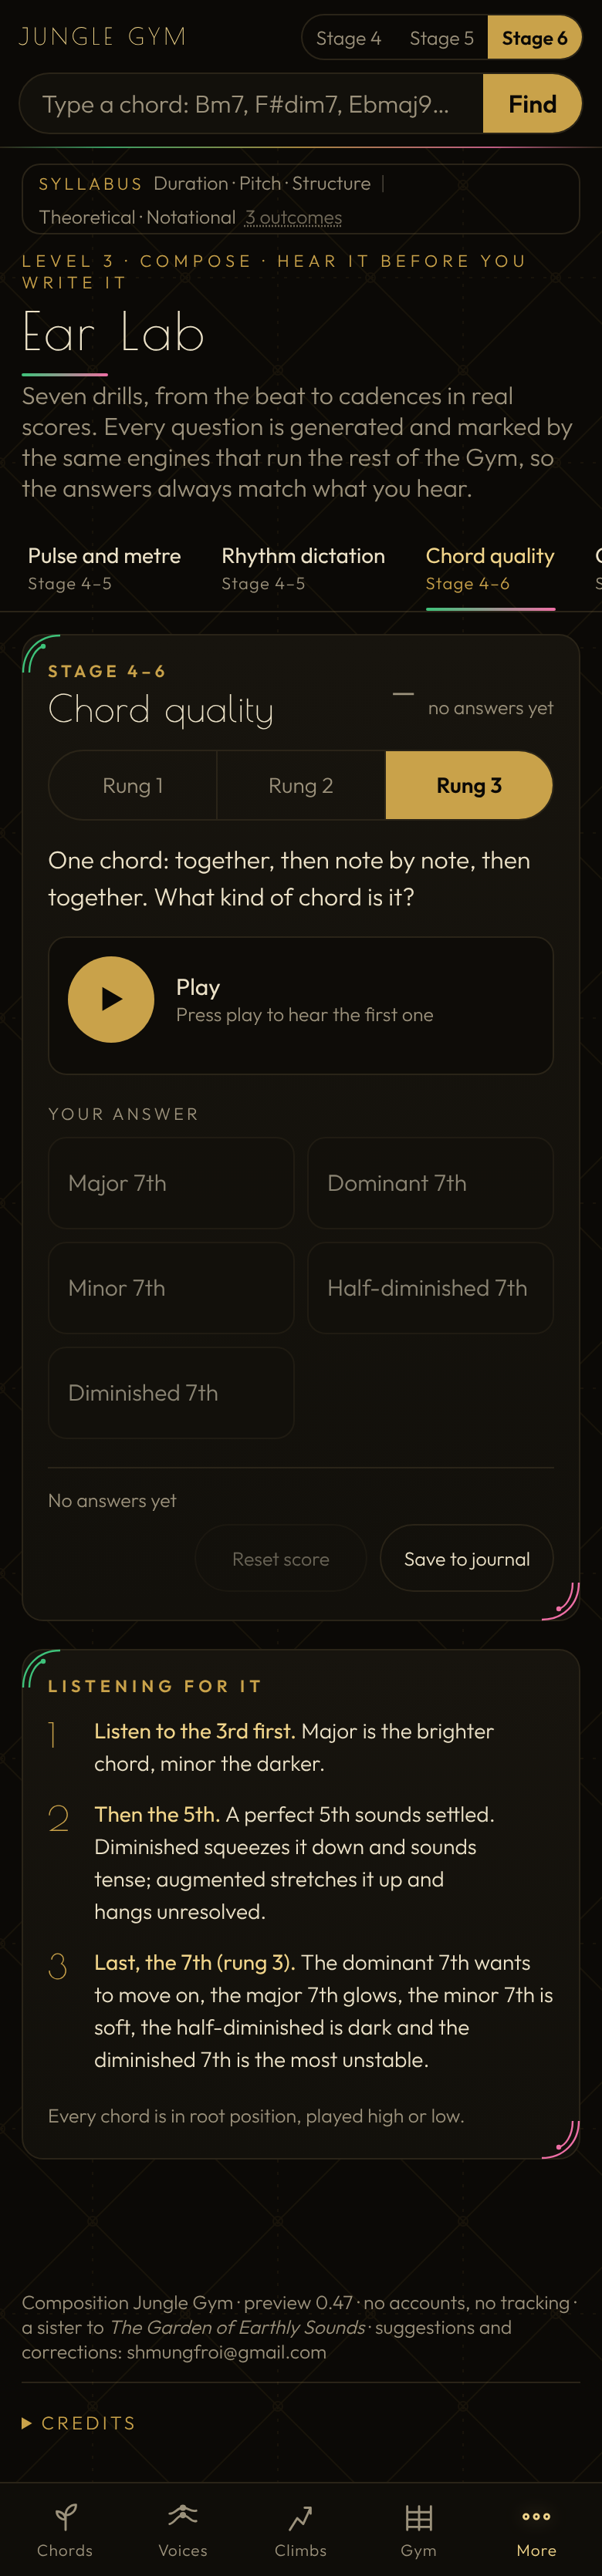 JUNGLE GYM
Stage 4 Stage 5 Stage 6
Type a chord: Bm7, F#dim7, Ebmaj9... Find
SYLLABUS Duration · Pitch · Structure |
Theoretical · Notational 3 outcomes
LEVEL 3 · COMPOSE · HEAR IT BEFORE YOU
WRITE IT
Ear Lab
Seven drills, from the beat to cadences in real
scores. Every question is generated and marked by
the same engines that run the rest of the Gym, so
the answers always match what you hear.
Pulse and metre Rhythm dictation Chord quality
Stage 4–5 Stage 4–5 Stage 4–6
STAGE 4–6
Chord quality — no answers yet
Rung 1 Rung 2 Rung 3
One chord: together, then note by note, then
together. What kind of chord is it?
Play
Press play to hear the first one
YOUR ANSWER
Major 7th Dominant 7th
Minor 7th Half-diminished 7th
Diminished 7th
No answers yet
Reset score Save to journal
LISTENING FOR IT
1 Listen to the 3rd first. Major is the brighter
chord, minor the darker.
2 Then the 5th. A perfect 5th sounds settled.
Diminished squeezes it down and sounds
tense; augmented stretches it up and
hangs unresolved.
3 Last, the 7th (rung 3). The dominant 7th wants
to move on, the major 7th glows, the minor 7th is
soft, the half-diminished is dark and the
diminished 7th is the most unstable.
Every chord is in root position, played high or low.
Composition Jungle Gym · preview 0.47 · no accounts, no tracking ·
a sister to The Garden of Earthly Sounds · suggestions and
corrections: shmungfroi@gmail.com
CREDITS
Chords Voices Climbs Gym More